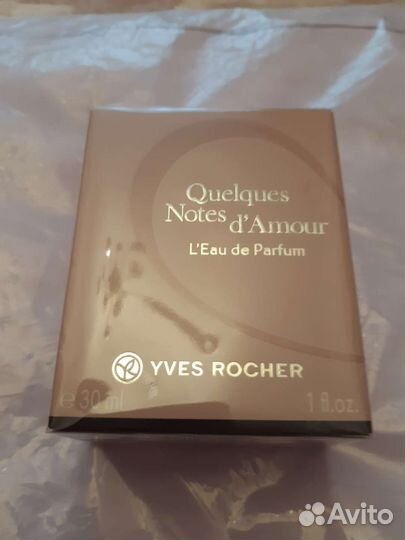 Quelques
Notes d'Amour
L'Eau de Parfum
YVES ROCHER
e 30 ml 1 fl.oz.
Avito